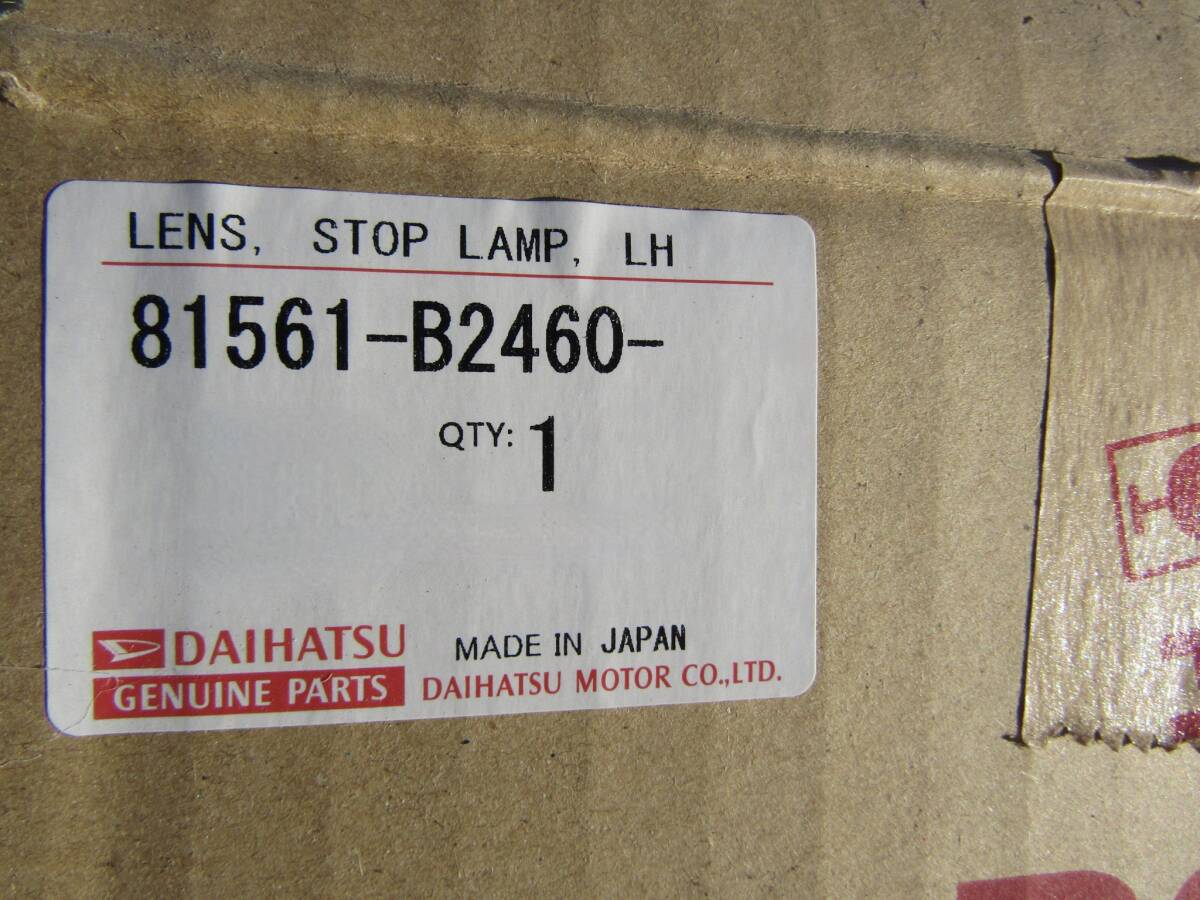 LENS, STOP LAMP, LH
81561-B2460-
QTY: 1
DAIHATSU
GENUINE PARTS
MADE IN JAPAN
DAIHATSU MOTOR CO.,LTD.